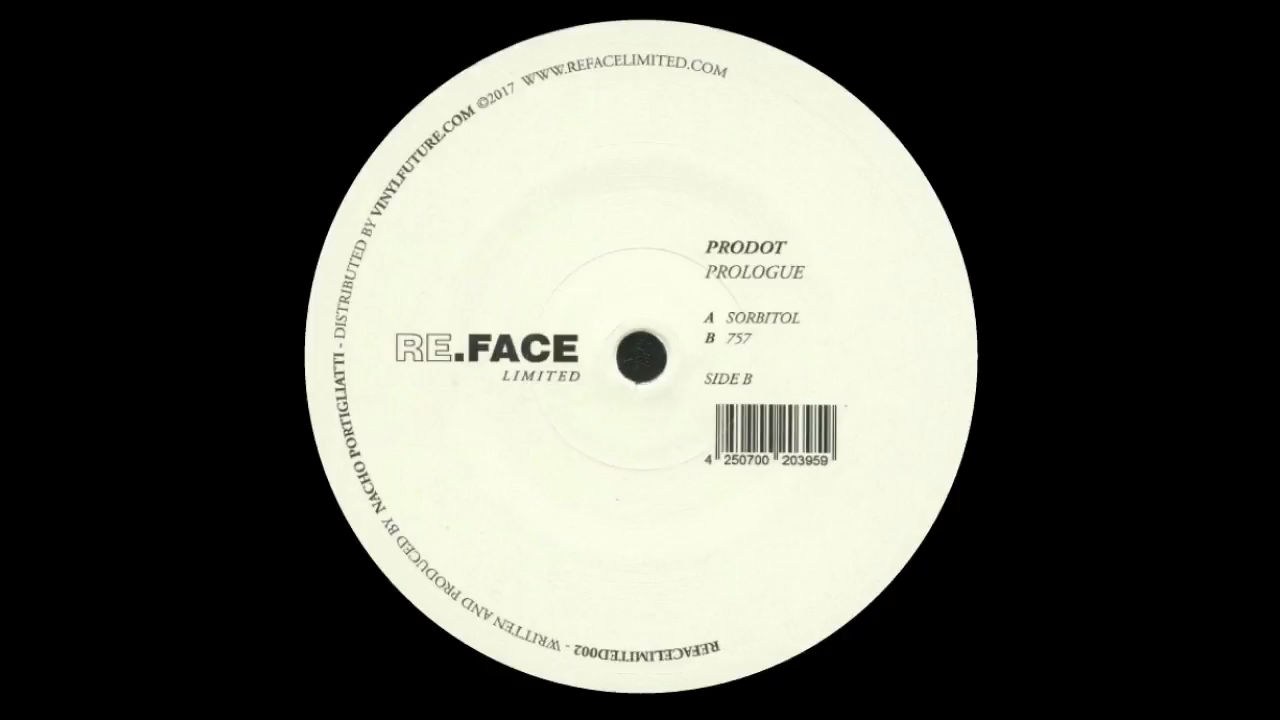 REFACELIMITED002 - WRITTEN AND PRODUCED BY NACHO PORTIGLIATTI - DISTRIBUTED BY VINYLFUTURE.COM ©2017 WWW.REFACELIMITED.COM
RE.FACE
LIMITED
PRODOT
PROLOGUE
A SORBITOL
B 757
SIDE B
4 250700 203959